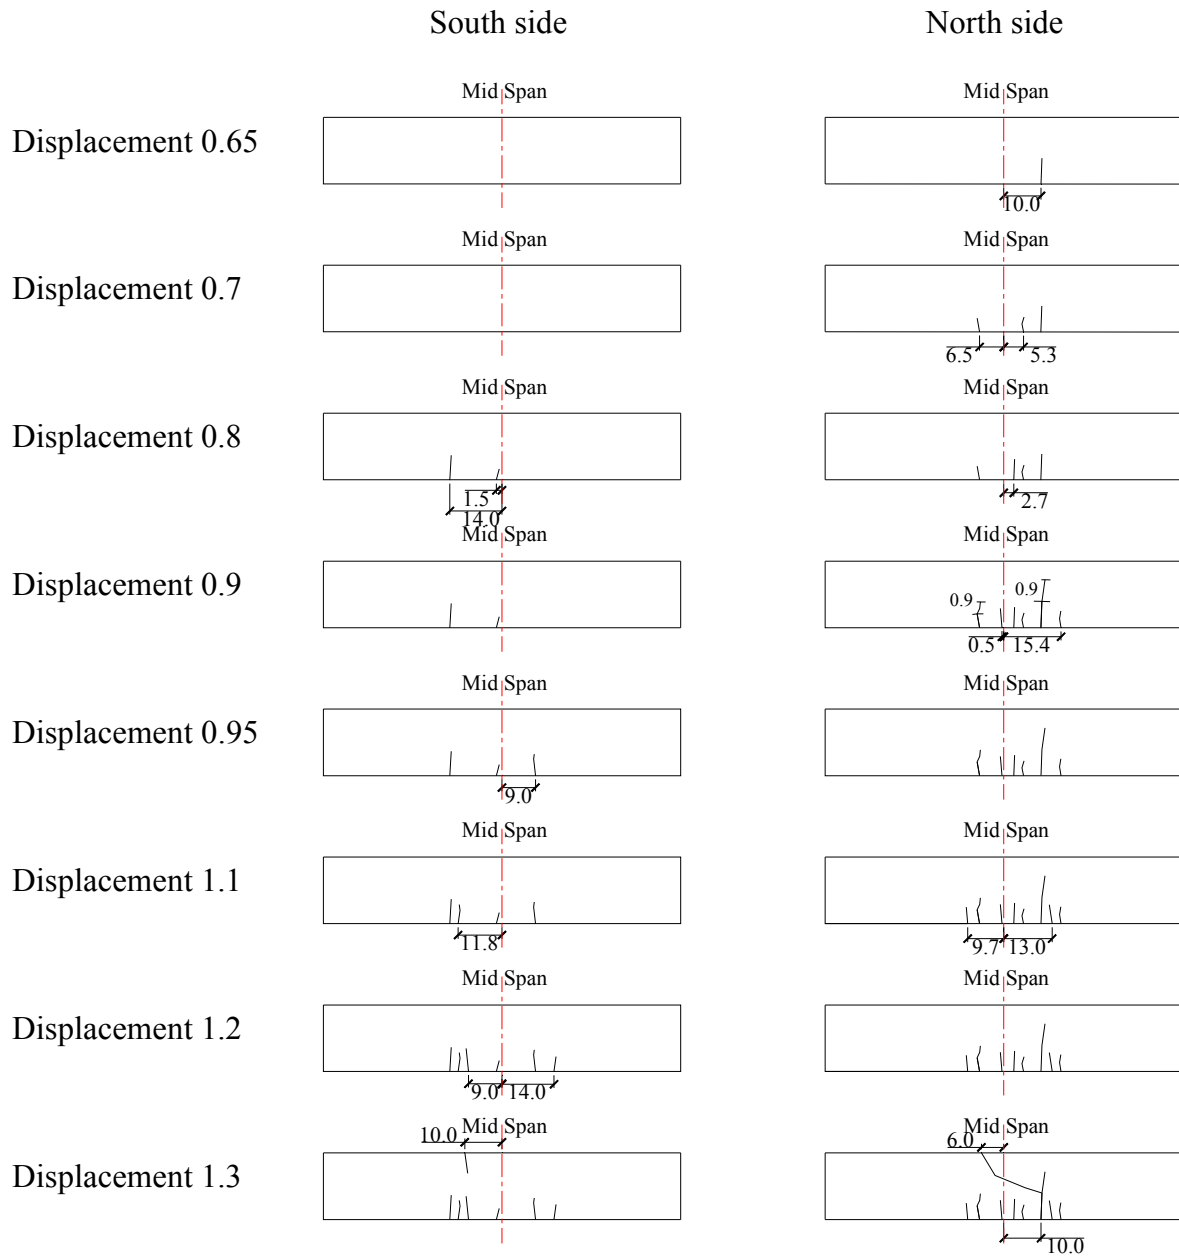 South side North side
Mid Span Mid Span
Displacement 0.65
10.0
Mid Span Mid Span
Displacement 0.7
6.5 5.3
Mid Span Mid Span
Displacement 0.8
1.5 2.7
14.0
Mid Span Mid Span
Displacement 0.9
0.9 0.9
0.5 15.4
Mid Span Mid Span
Displacement 0.95
9.0
Mid Span Mid Span
Displacement 1.1
11.8 9.7 13.0
Mid Span Mid Span
Displacement 1.2
9.0 14.0
Mid Span Mid Span
10.0 6.0
Displacement 1.3
10.0